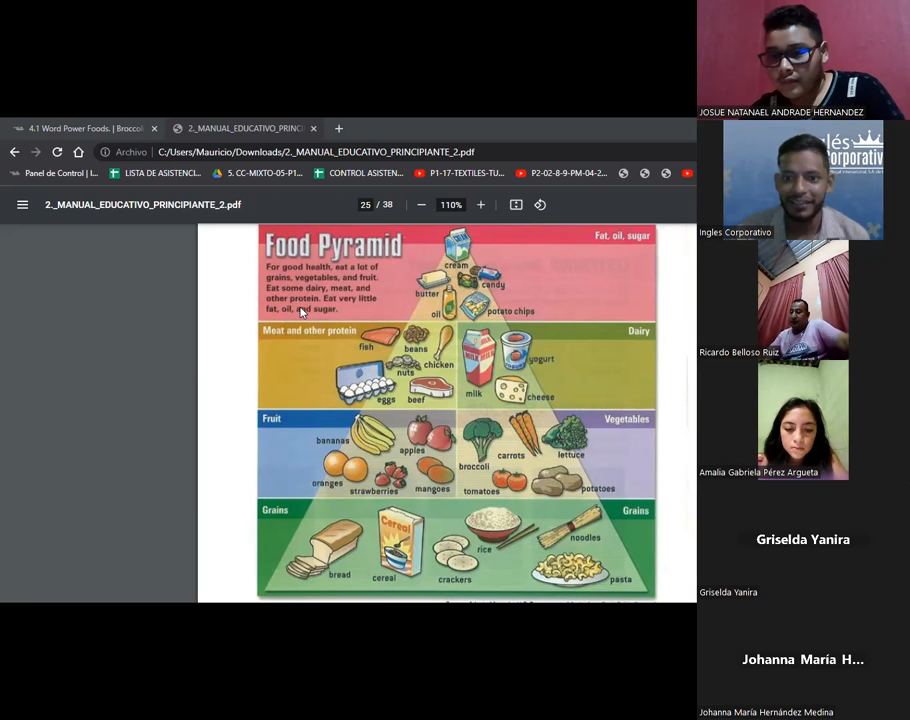 4.1 Word Power Foods. | Broccoli
2._MANUAL_EDUCATIVO_PRINCI
Archivo
C:/Users/Mauricio/Downloads/2._MANUAL_EDUCATIVO_PRINCIPIANTE_2.pdf
Panel de Control | I...
LISTA DE ASISTENCI...
5. CC-MIXTO-05-P1...
CONTROL ASISTEN...
P1-17-TEXTILES-TU...
P2-02-8-9-PM-04-2...
2._MANUAL_EDUCATIVO_PRINCIPIANTE_2.pdf
25 / 38
110%
Food Pyramid
For good health, eat a lot of
grains, vegetables, and fruit.
Eat some dairy, meat, and
other protein. Eat very little
fat, oil, and sugar.
Fat, oil, sugar
cream
butter
candy
oil
potato chips
Meat and other protein
Dairy
fish
beans
chicken
nuts
eggs
beef
yogurt
milk
cheese
Fruit
Vegetables
bananas
apples
oranges
strawberries
mangoes
broccoli
carrots
lettuce
tomatoes
potatoes
Grains
Grains
bread
cereal
Cereal
crackers
rice
noodles
pasta
JOSUE NATANAEL ANDRADE HERNANDEZ
glés
corporativ
Ingles Corporativo
Ricardo Belloso Ruiz
Amalia Gabriela Pérez Argueta
Griselda Yanira
Griselda Yanira
Johanna María H...
Johanna María Hernández Medina